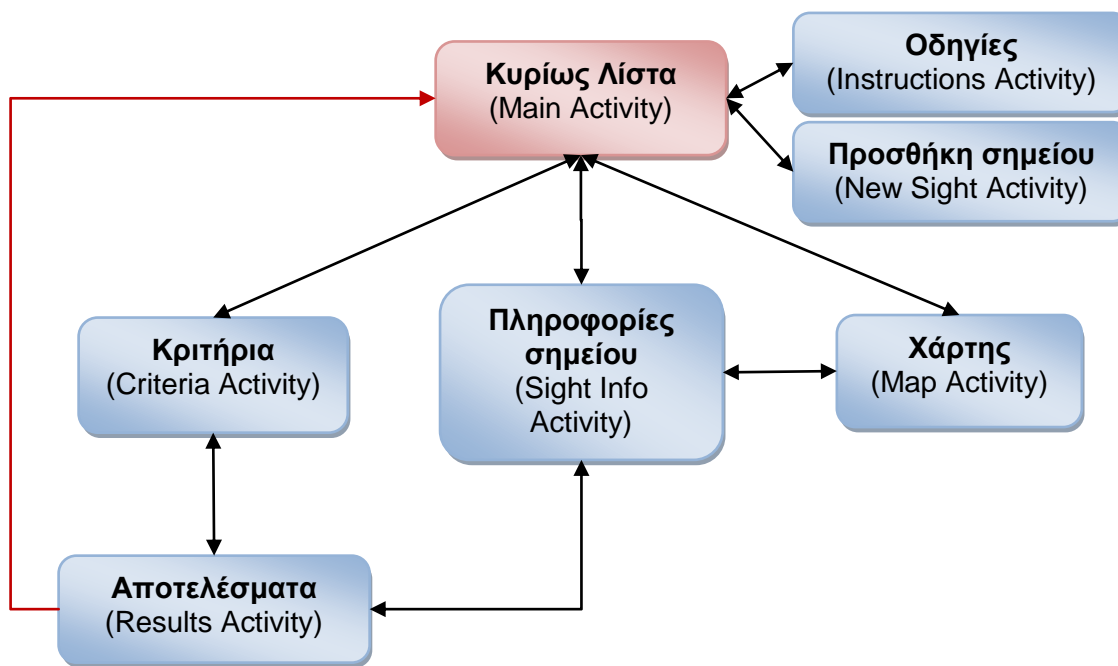 Κυρίως Λίστα
(Main Activity)
Οδηγίες
(Instructions Activity)
Προσθήκη σημείου
(New Sight Activity)
Κριτήρια
(Criteria Activity)
Πληροφορίες
σημείου
(Sight Info
Activity)
Χάρτης
(Map Activity)
Αποτελέσματα
(Results Activity)